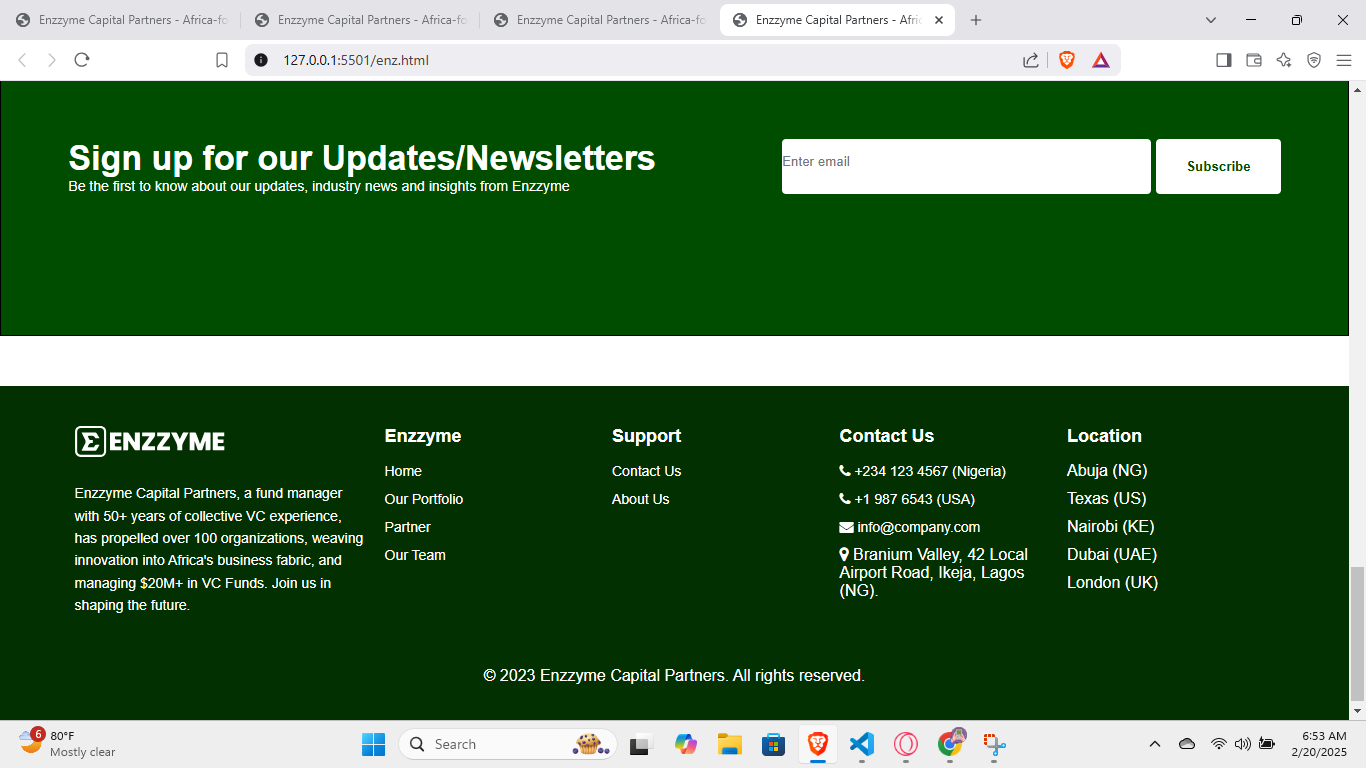 Enzzyme Capital Partners - Africa-fo
Enzzyme Capital Partners - Africa-fo
Enzzyme Capital Partners - Africa-fo
Enzzyme Capital Partners - Afric
127.0.0.1:5501/enz.html
Sign up for our Updates/Newsletters
Be the first to know about our updates, industry news and insights from Enzzyme
Enter email
Subscribe
ENZZYME
Enzzyme Capital Partners, a fund manager
with 50+ years of collective VC experience,
has propelled over 100 organizations, weaving
innovation into Africa's business fabric, and
managing $20M+ in VC Funds. Join us in
shaping the future.
Enzzyme
Home
Our Portfolio
Partner
Our Team
Support
Contact Us
About Us
Contact Us
+234 123 4567 (Nigeria)
+1 987 6543 (USA)
info@company.com
Branium Valley, 42 Local
Airport Road, Ikeja, Lagos
(NG).
Location
Abuja (NG)
Texas (US)
Nairobi (KE)
Dubai (UAE)
London (UK)
© 2023 Enzzyme Capital Partners. All rights reserved.
6
80°F
Mostly clear
Search
6:53 AM
2/20/2025